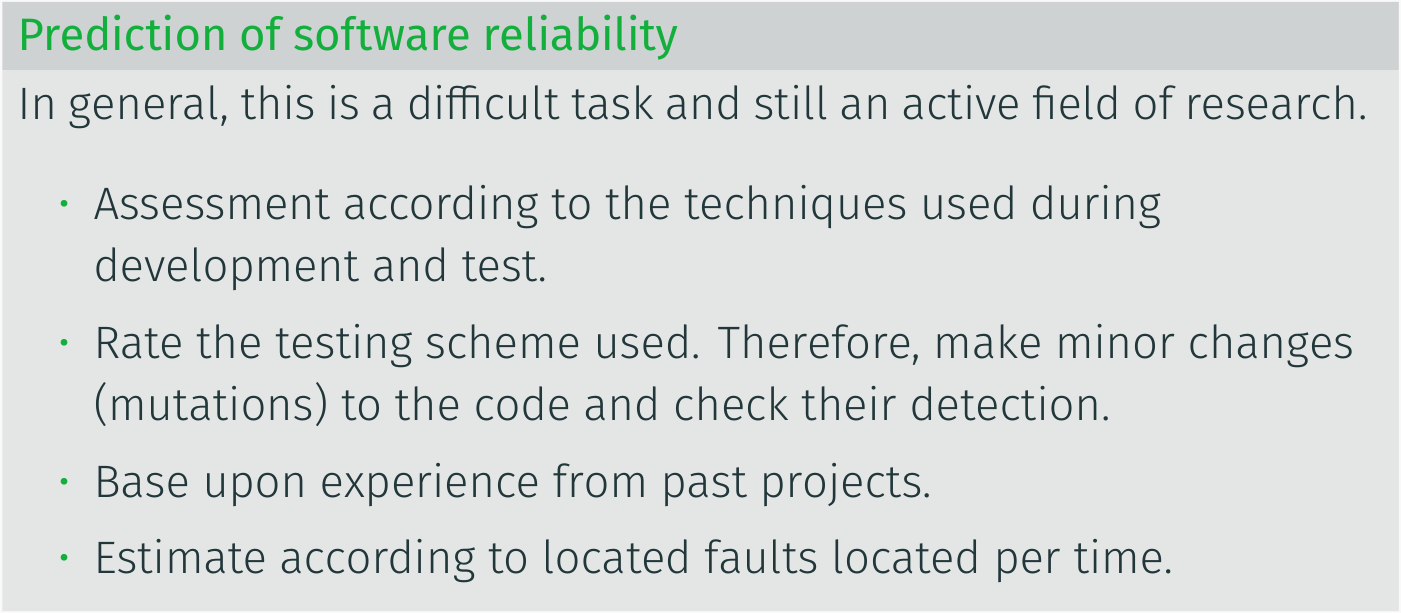 Prediction of software reliability
In general, this is a difficult task and still an active field of research.
· Assessment according to the techniques used during
development and test.
· Rate the testing scheme used. Therefore, make minor changes
(mutations) to the code and check their detection.
· Base upon experience from past projects.
· Estimate according to located faults located per time.